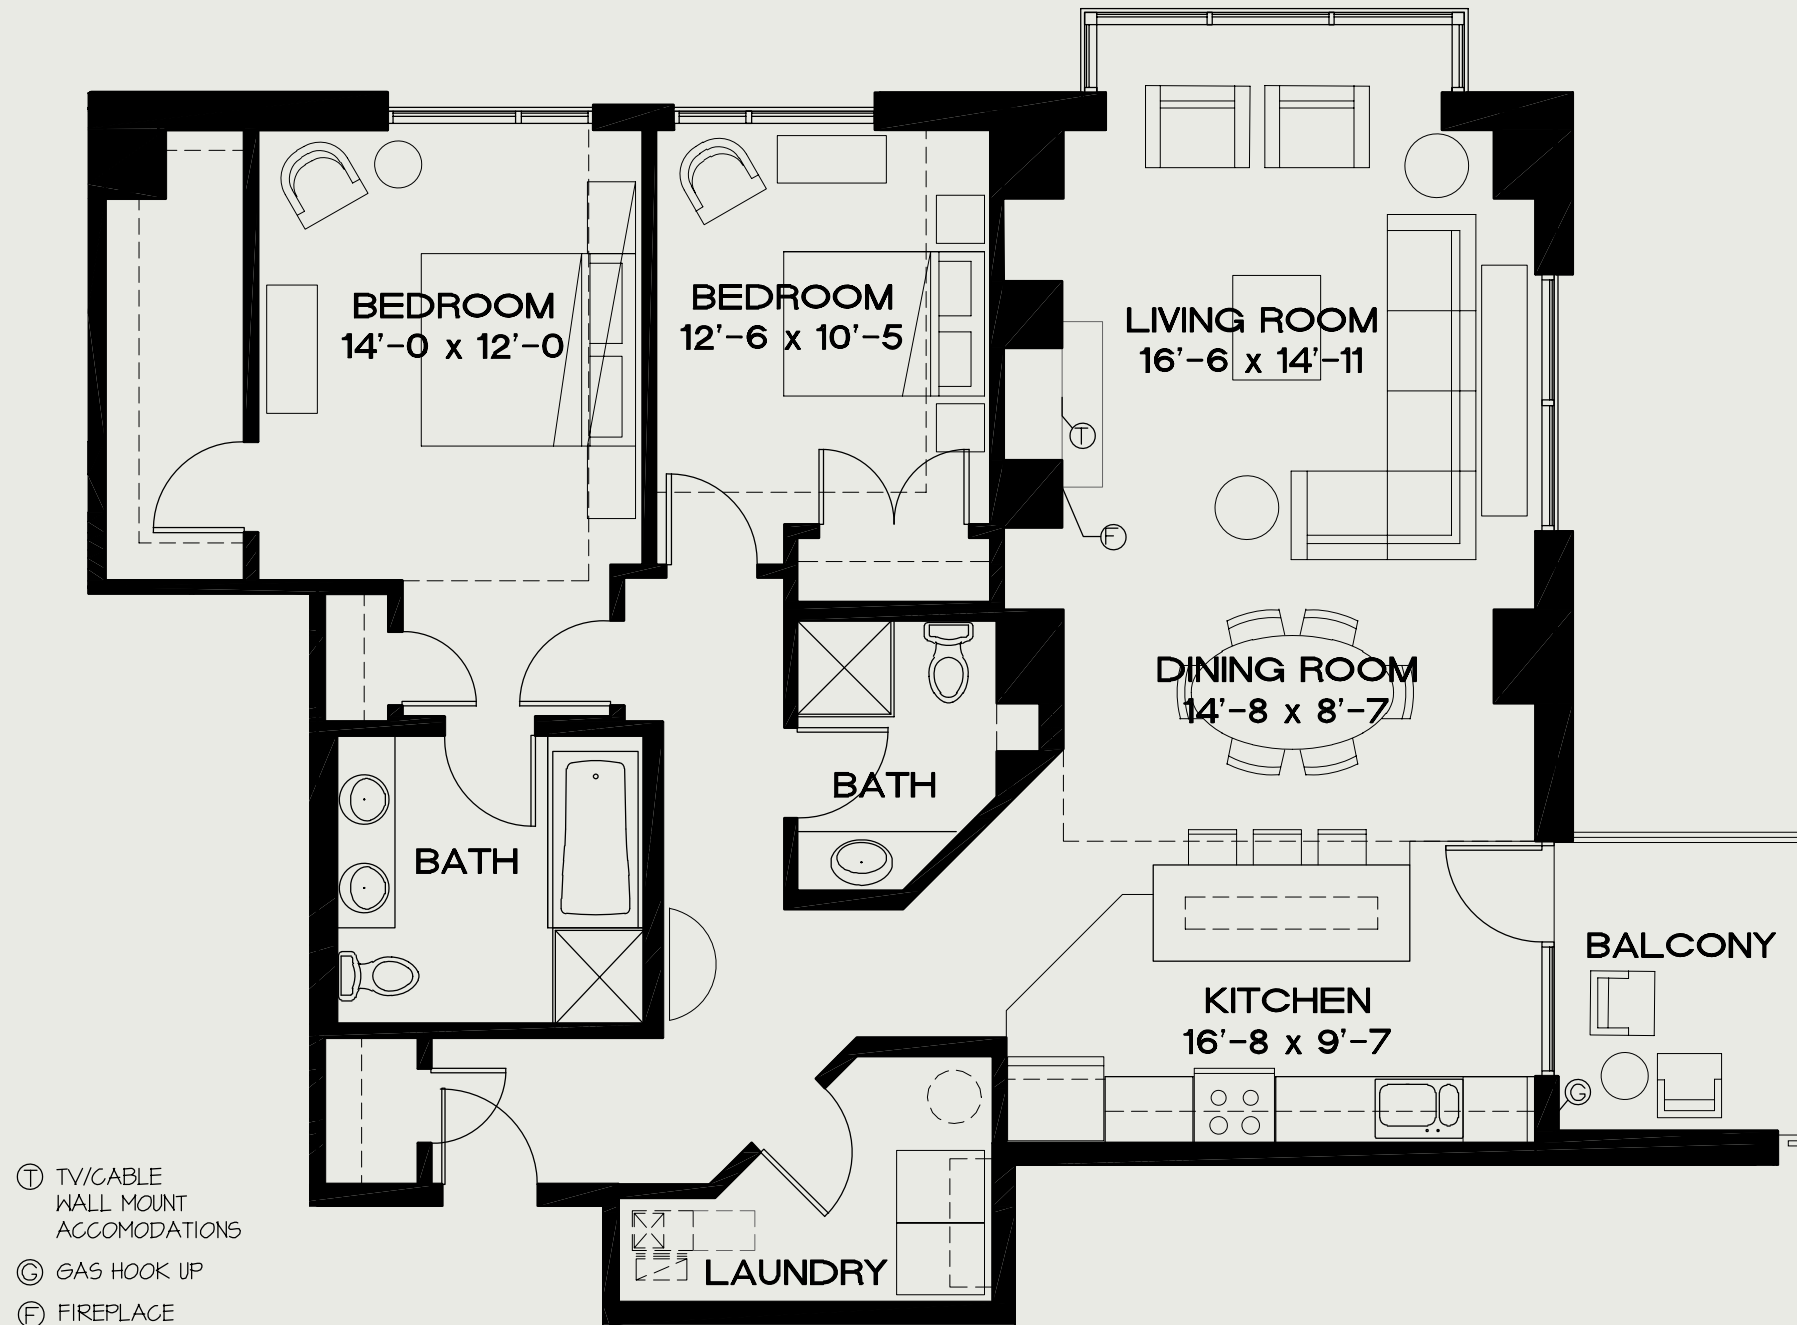 BEDROOM
14'-0 x 12'-0
BEDROOM
12'-6 x 10'-5
LIVING ROOM
16'-6 x 14'-11
T
F
DINING ROOM
14'-8 x 8'-7
BATH
BATH
BALCONY
KITCHEN
16'-8 x 9'-7
G
LAUNDRY
T TV/CABLE
WALL MOUNT
ACCOMODATIONS
G GAS HOOK UP
F FIREPLACE